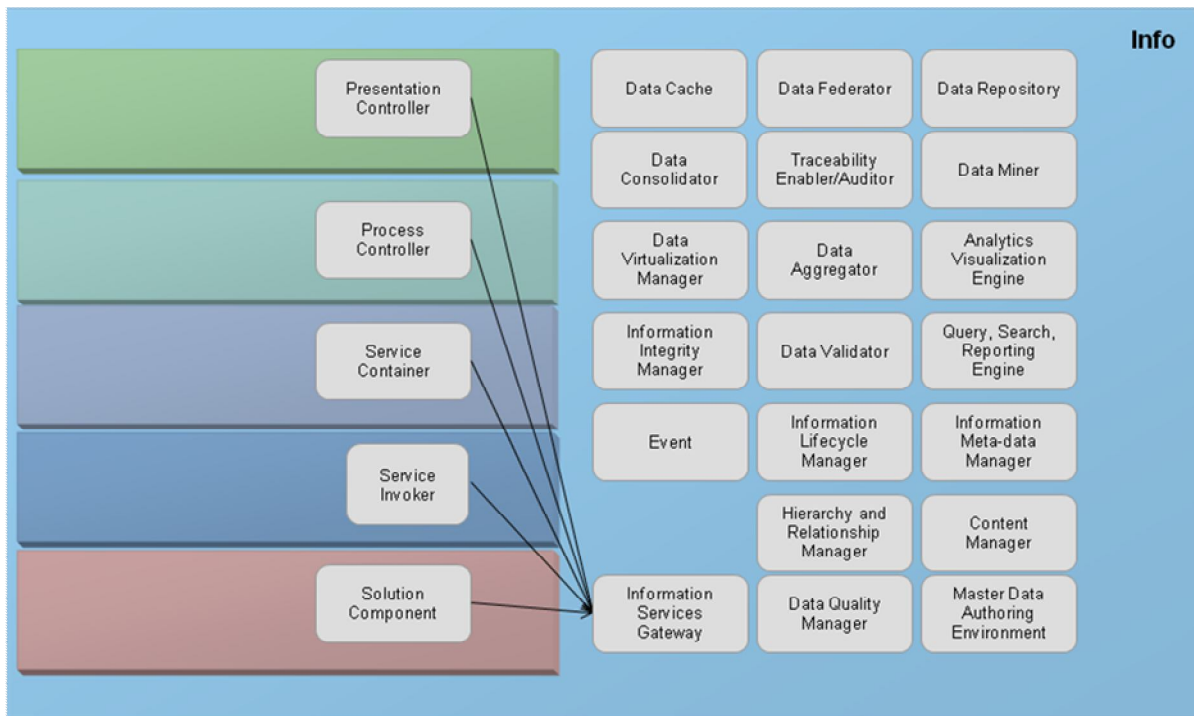 Info
Presentation
Controller
Data Cache
Data Federator
Data Repository
Data
Consolidator
Traceability
Enabler/Auditor
Data Miner
Process
Controller
Data
Virtualization
Manager
Data
Aggregator
Analytics
Visualization
Engine
Service
Container
Information
Integrity
Manager
Data Validator
Query, Search,
Reporting
Engine
Event
Information
Lifecycle
Manager
Information
Meta-data
Manager
Service
Invoker
Hierarchy and
Relationship
Manager
Content
Manager
Solution
Component
Information
Services
Gateway
Data Quality
Manager
Master Data
Authoring
Environment